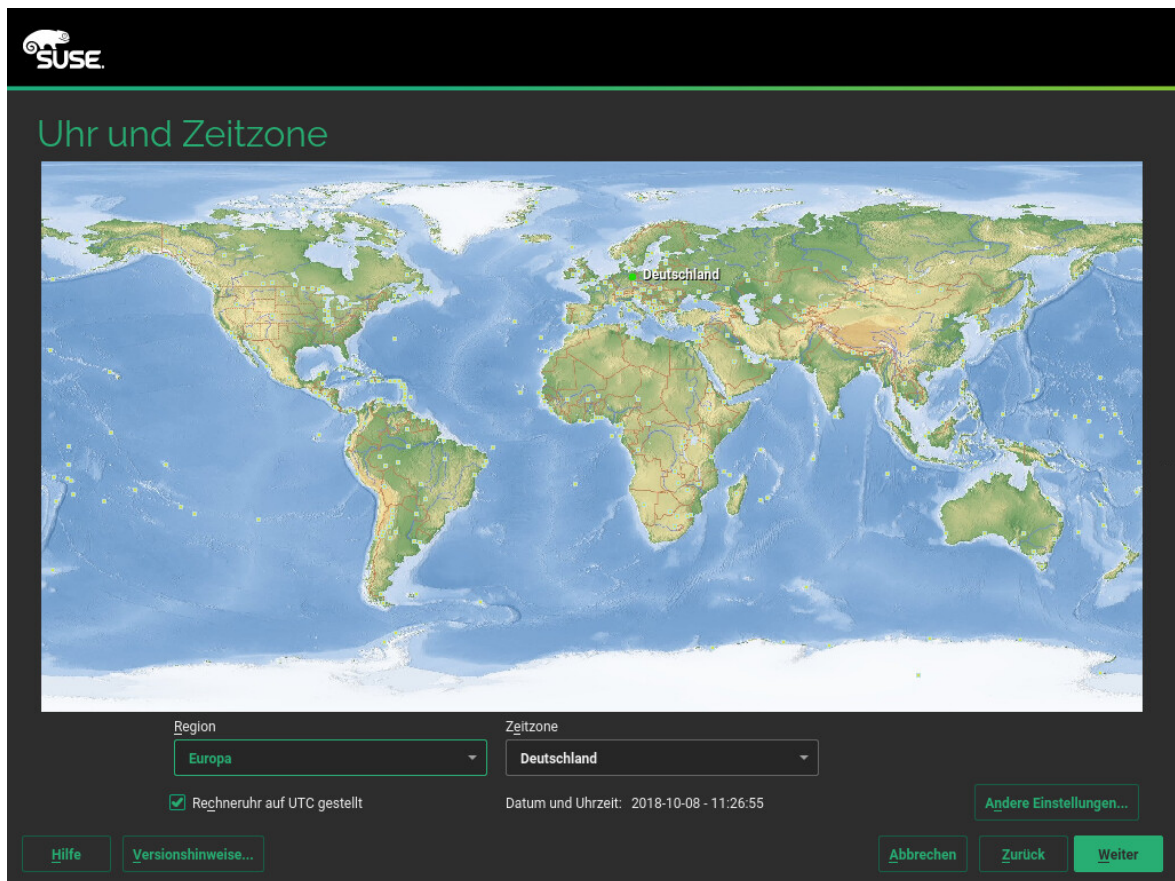 SUSE.
Uhr und Zeitzone
Deutschland
Region
Zeitzone
Europa
Deutschland
Rechneruhr auf UTC gestellt
Datum und Uhrzeit: 2018-10-08 - 11:26:55
Andere Einstellungen...
Hilfe
Versionshinweise...
Abbrechen
Zurück
Weiter